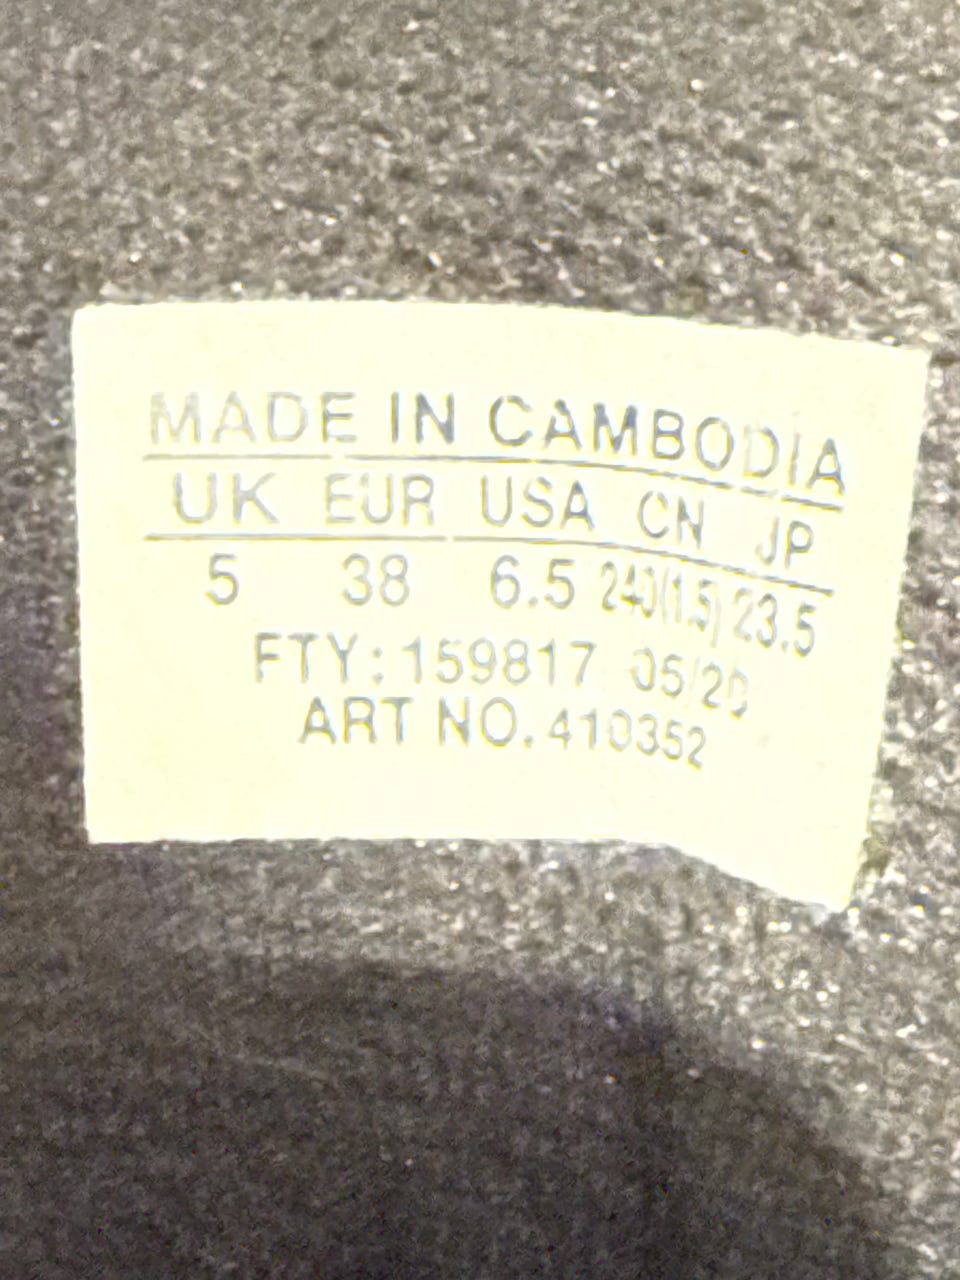 MADE IN CAMBODIA
UK EUR USA CN JP
5 38 6.5 240(1.5) 23.5
FTY: 159817 05/20
ART NO. 410352